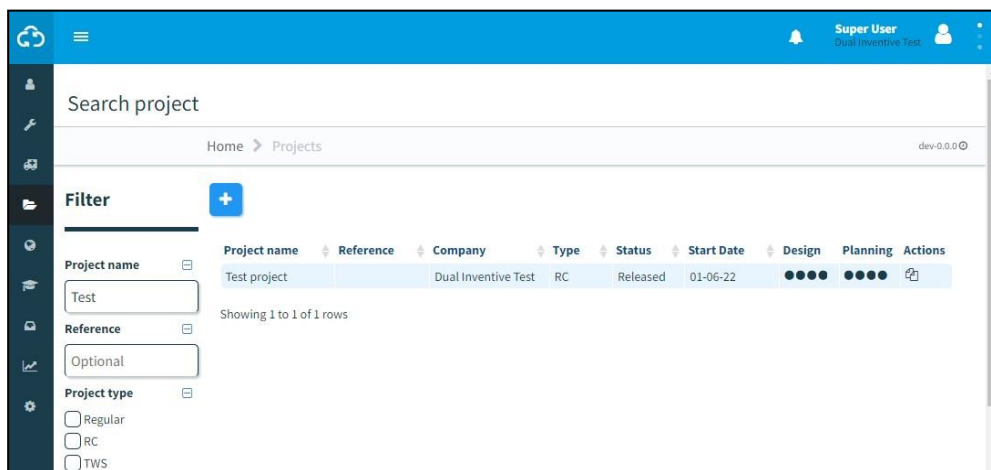 Super User
Dual Inventive Test
Search project
Home Projects
dev-0.0.0
Filter
Project name
Test
Reference
Optional
Project type
Regular
RC
TWS
Project name Reference Company Type Status Start Date Design Planning Actions
Test project Dual Inventive Test RC Released 01-06-22
Showing 1 to 1 of 1 rows